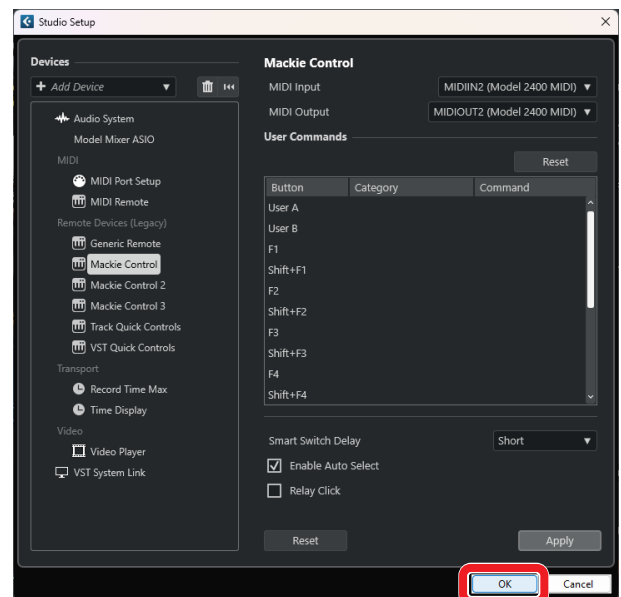 Studio Setup
Devices
+ Add Device
Audio System
Model Mixer ASIO
MIDI
MIDI Port Setup
MIDI Remote
Remote Devices (Legacy)
Generic Remote
Mackie Control
Mackie Control 2
Mackie Control 3
Track Quick Controls
VST Quick Controls
Transport
Record Time Max
Time Display
Video
Video Player
VST System Link
Mackie Control
MIDI Input MIDIIN2 (Model 2400 MIDI)
MIDI Output MIDIOUT2 (Model 2400 MIDI)
User Commands
Reset
Button Category Command
User A
User B
F1
Shift+F1
F2
Shift+F2
F3
Shift+F3
F4
Shift+F4
Smart Switch Delay Short
Enable Auto Select
Relay Click
Reset Apply
OK Cancel